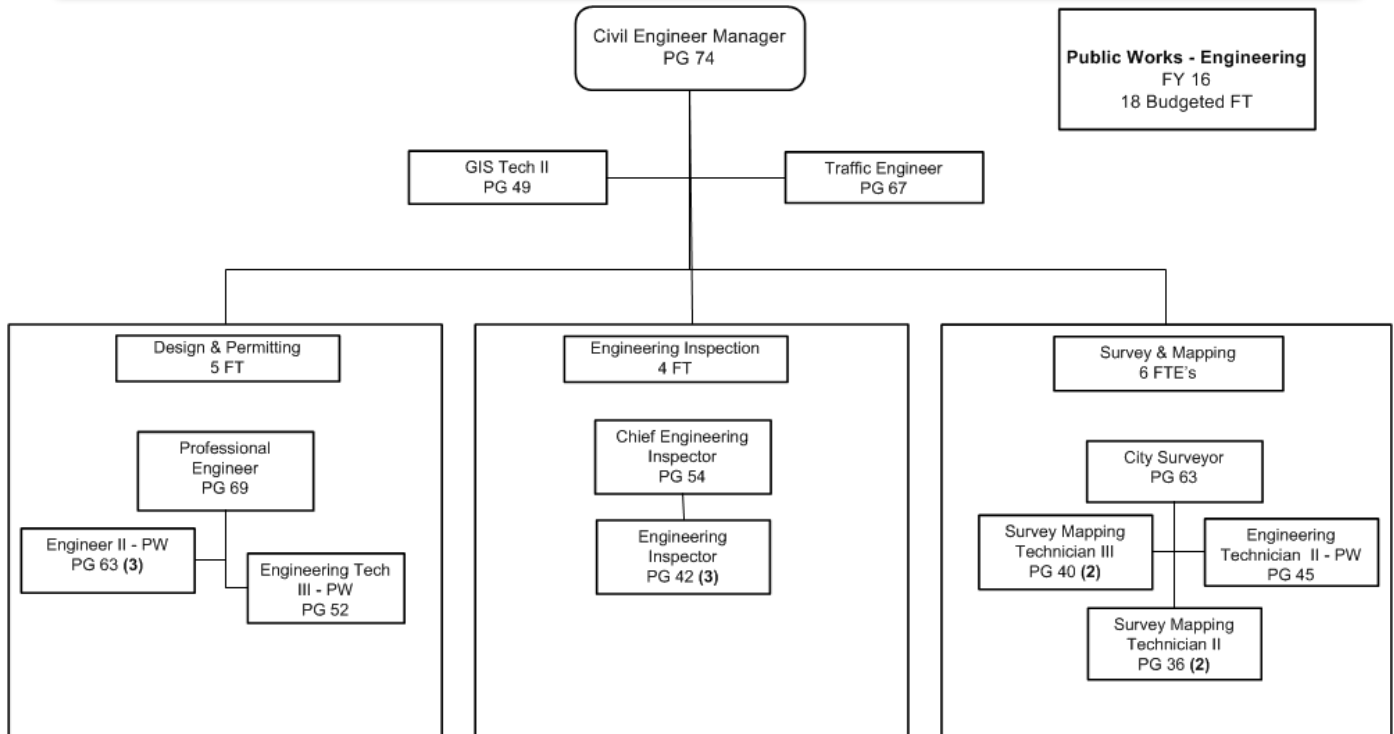 Civil Engineer Manager
PG 74
Public Works - Engineering
FY 16
18 Budgeted FT
GIS Tech II
PG 49
Traffic Engineer
PG 67
Design & Permitting
5 FT
Professional
Engineer
PG 69
Engineer II - PW
PG 63 (3)
Engineering Tech
III - PW
PG 52
Engineering Inspection
4 FT
Chief Engineering
Inspector
PG 54
Engineering
Inspector
PG 42 (3)
Survey & Mapping
6 FTE's
City Surveyor
PG 63
Survey Mapping
Technician III
PG 40 (2)
Engineering
Technician II - PW
PG 45
Survey Mapping
Technician II
PG 36 (2)